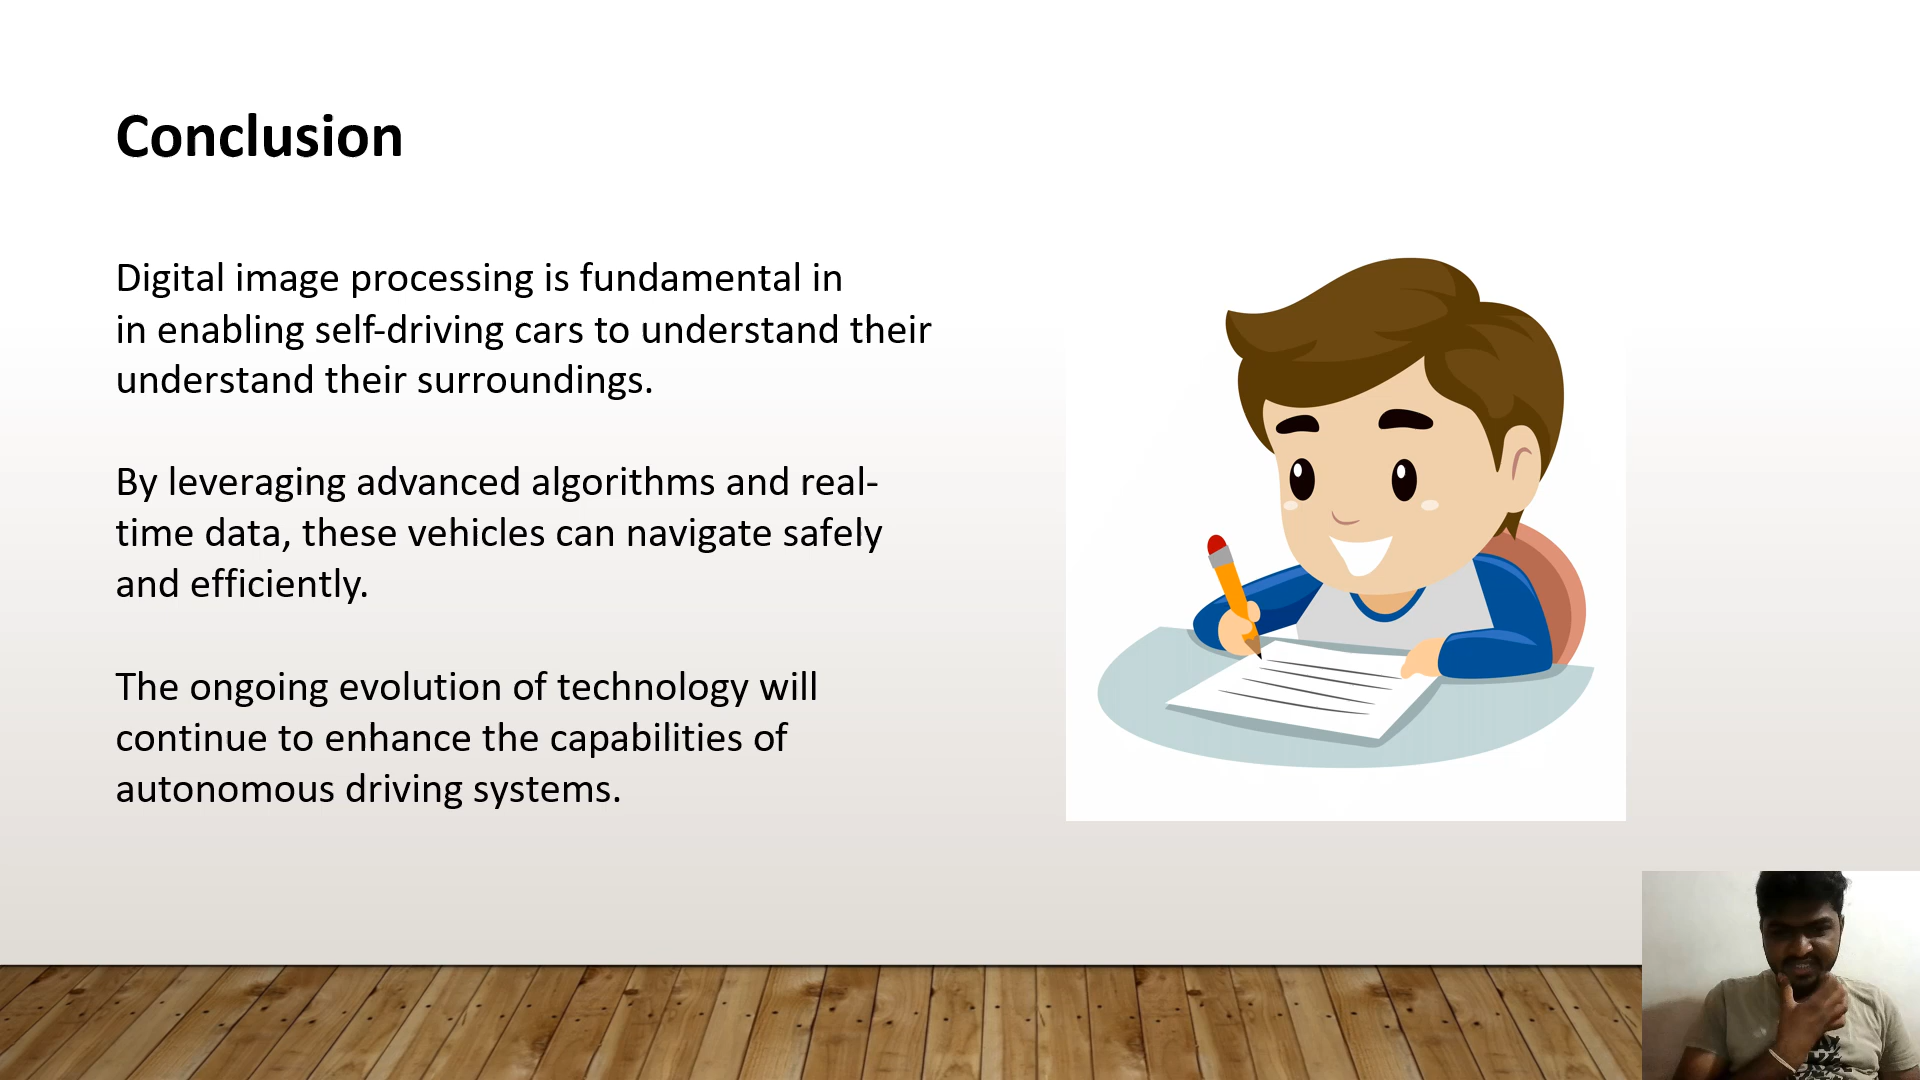 Conclusion
Digital image processing is fundamental in
in enabling self-driving cars to understand their
understand their surroundings.
By leveraging advanced algorithms and real-
time data, these vehicles can navigate safely
and efficiently.
The ongoing evolution of technology will
continue to enhance the capabilities of
autonomous driving systems.